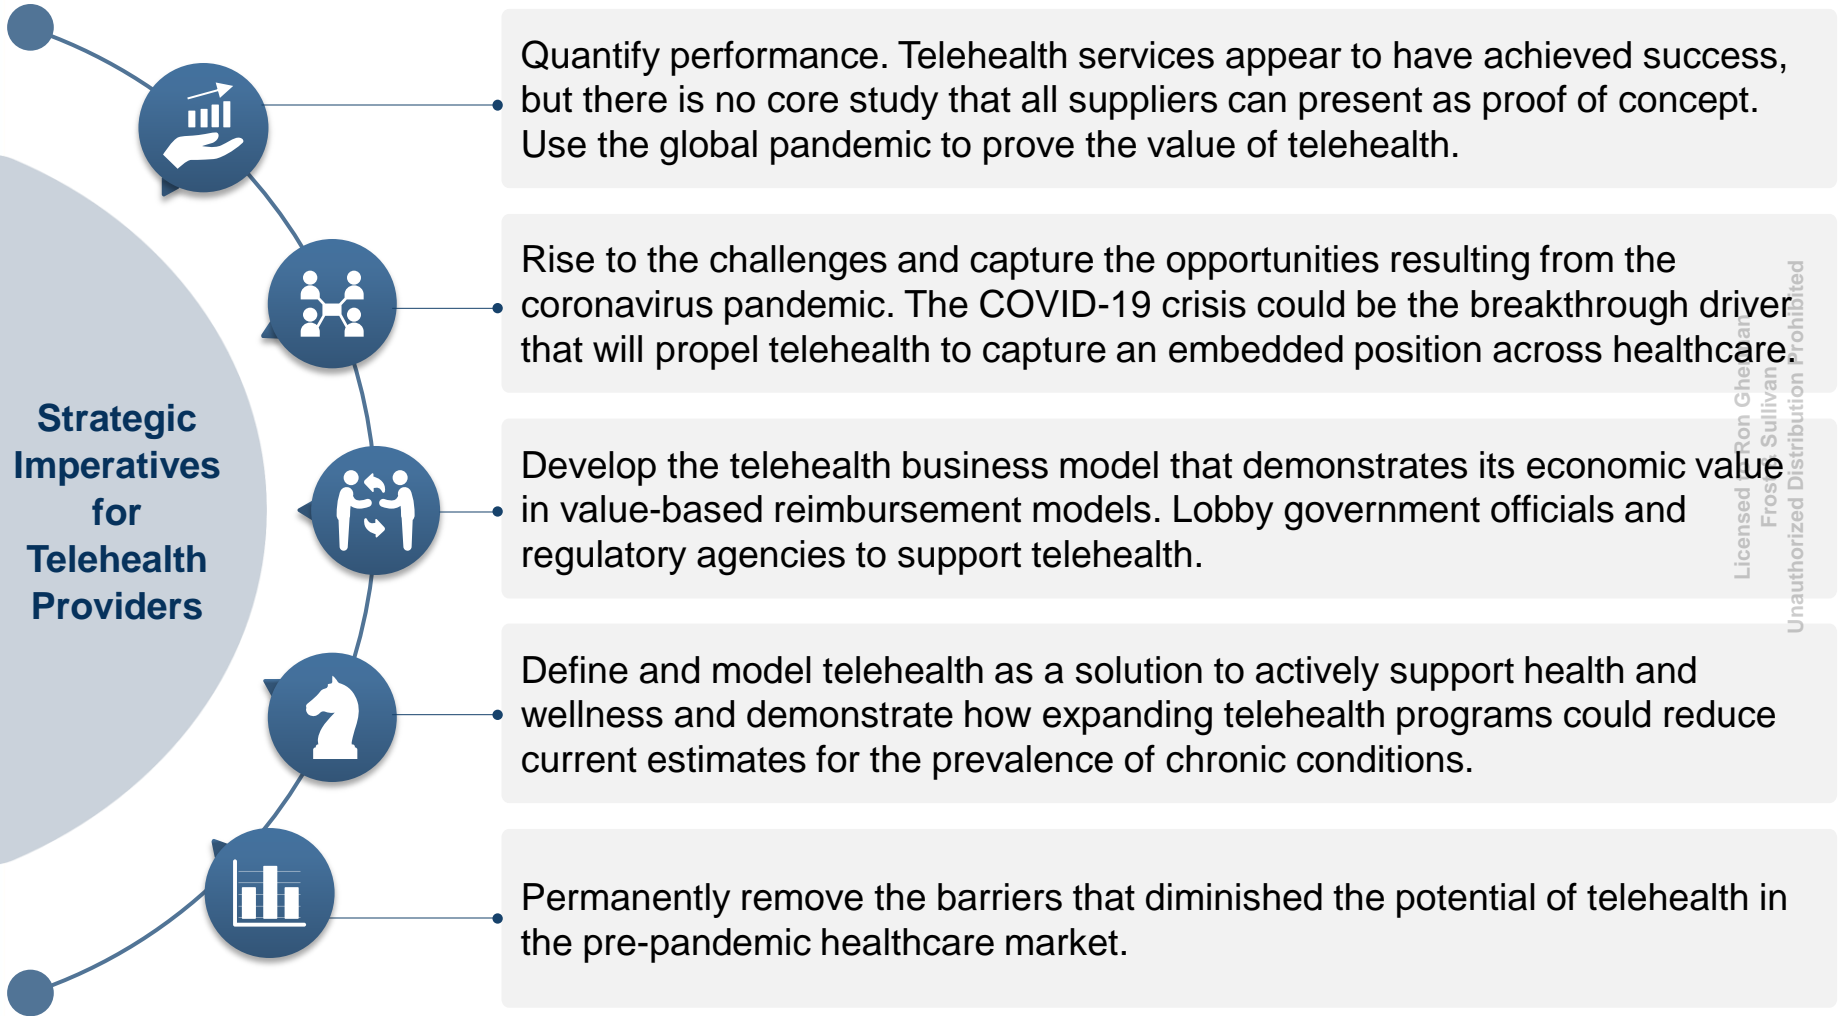 Strategic
Imperatives
for
Telehealth
Providers
Quantify performance. Telehealth services appear to have achieved success,
but there is no core study that all suppliers can present as proof of concept.
Use the global pandemic to prove the value of telehealth.
Rise to the challenges and capture the opportunities resulting from the
coronavirus pandemic. The COVID-19 crisis could be the breakthrough driver
that will propel telehealth to capture an embedded position across healthcare.
Develop the telehealth business model that demonstrates its economic value
in value-based reimbursement models. Lobby government officials and
regulatory agencies to support telehealth.
Define and model telehealth as a solution to actively support health and
wellness and demonstrate how expanding telehealth programs could reduce
current estimates for the prevalence of chronic conditions.
Permanently remove the barriers that diminished the potential of telehealth in
the pre-pandemic healthcare market.
Licensed Ron
Frost Sullivan
Unauthorized Distribution Prohibited